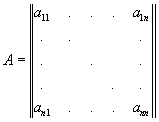 a₁₁ . . . a₁ₙ
. . .
A = . . .
. . .
aₙ₁ . . . aₙₙ